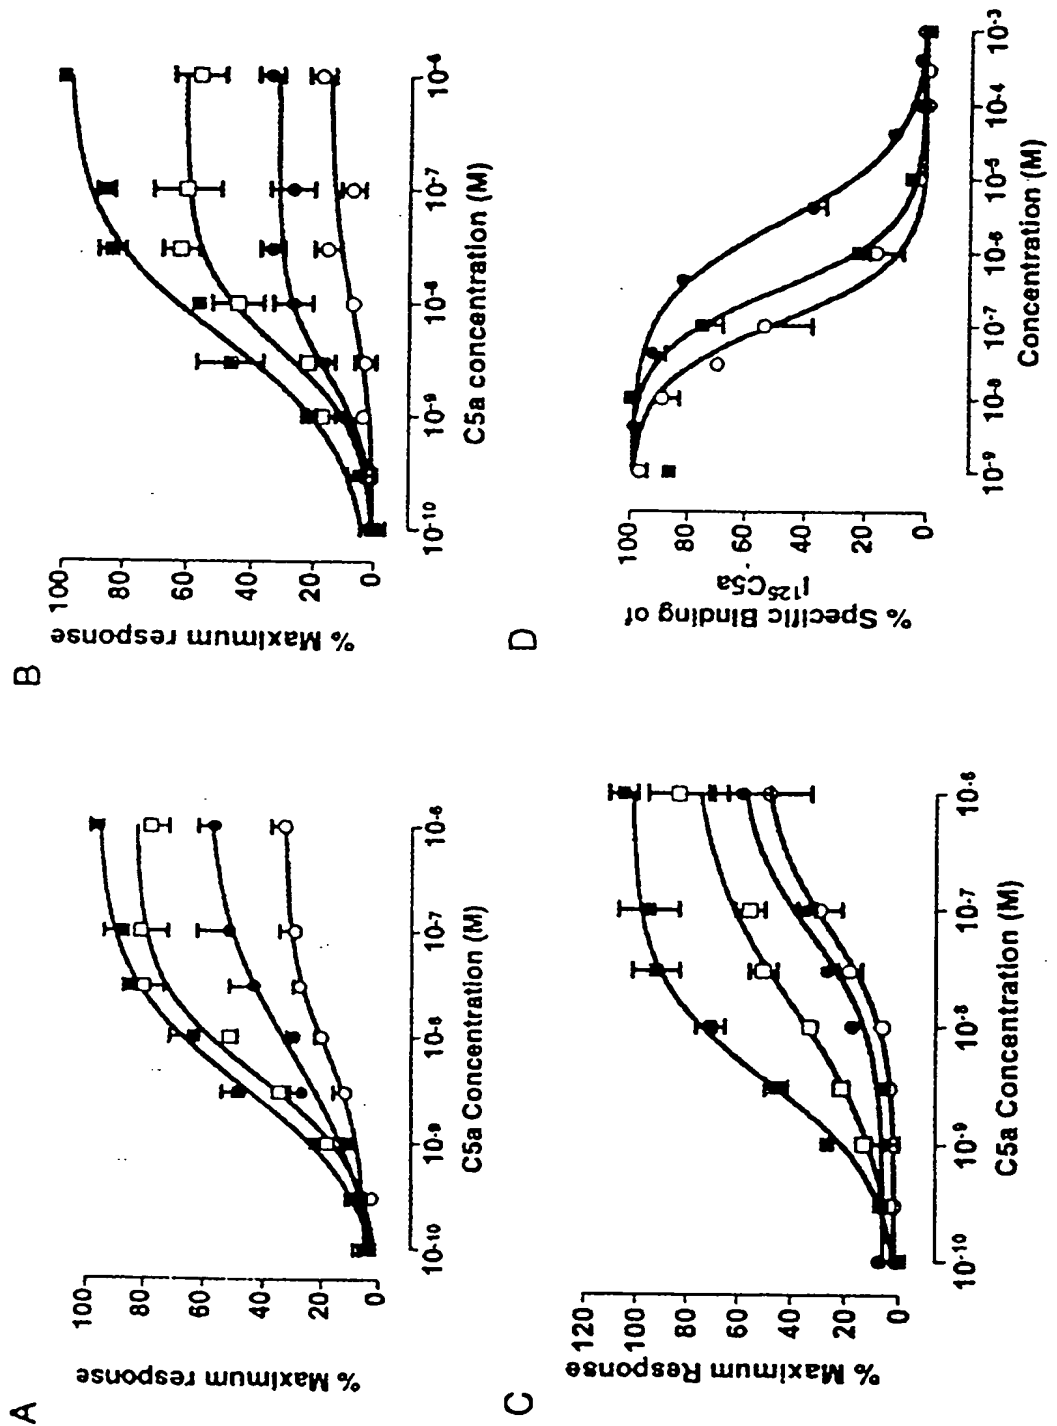 A
% Maximum response
100
80
60
40
20
0
10⁻¹⁰ 10⁻⁹ 10⁻⁸ 10⁻⁷ 10⁻⁶
C5a Concentration (M)
B
% Maximum response
100
80
60
40
20
0
10⁻¹⁰ 10⁻⁹ 10⁻⁸ 10⁻⁷ 10⁻⁶
C5a concentration (M)
C
% Maximum Response
120
100
80
60
40
20
0
10⁻¹⁰ 10⁻⁹ 10⁻⁸ 10⁻⁷ 10⁻⁶
C5a Concentration (M)
D
% Specific Binding of
I¹²⁵C5a
100
80
60
40
20
0
10⁻⁹ 10⁻⁸ 10⁻⁷ 10⁻⁶ 10⁻⁵ 10⁻⁴ 10⁻³
Concentration (M)